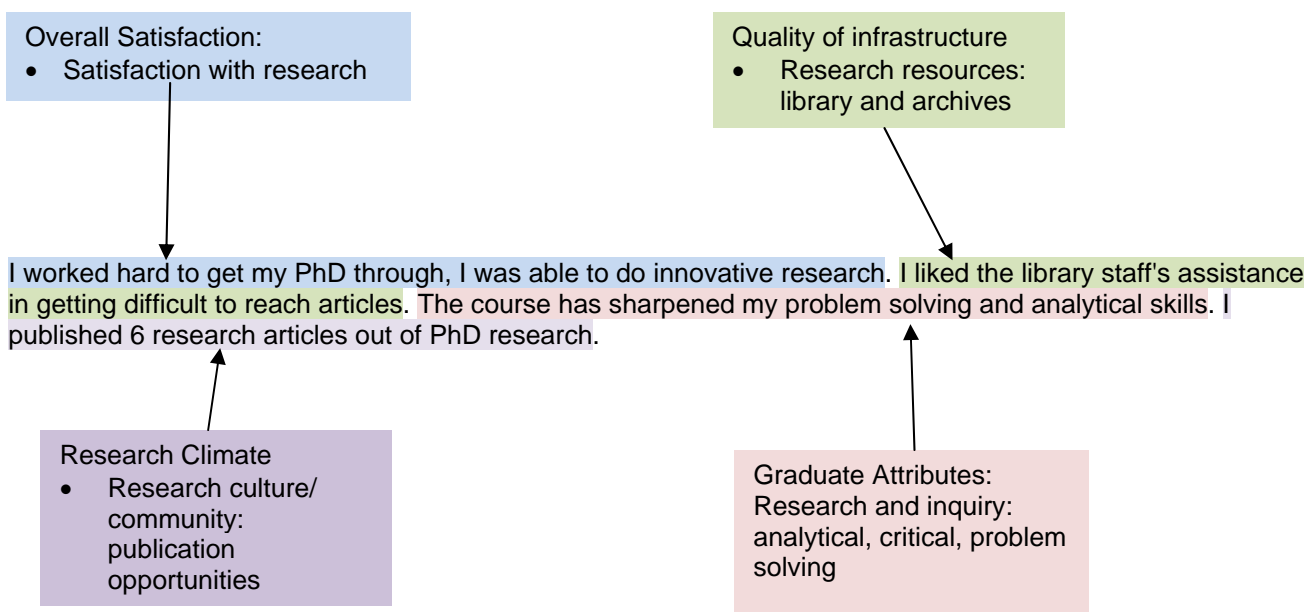 Overall Satisfaction:
• Satisfaction with research
Quality of infrastructure
• Research resources:
library and archives
I worked hard to get my PhD through, I was able to do innovative research. I liked the library staff's assistance
in getting difficult to reach articles. The course has sharpened my problem solving and analytical skills. I
published 6 research articles out of PhD research.
Research Climate
• Research culture/
community:
publication
opportunities
Graduate Attributes:
Research and inquiry:
analytical, critical, problem
solving